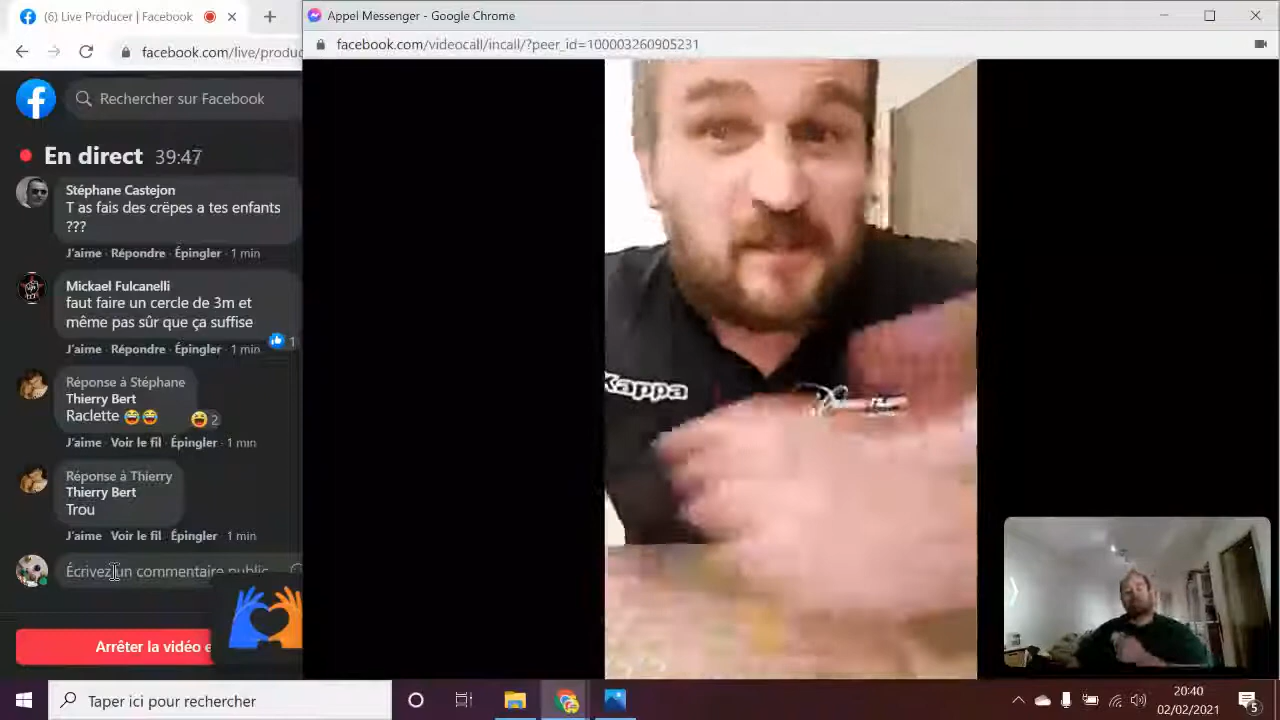 (6) Live Producer | Facebook
Appel Messenger - Google Chrome
facebook.com/live/produc
facebook.com/videocall/incall/?peer_id=100003260905231
Rechercher sur Facebook
En direct 39:47
Stéphane Castejon
T as fais des crêpes a tes enfants
???
J'aime · Répondre · Épingler · 1 min
Mickael Fulcanelli
faut faire un cercle de 3m et
même pas sûr que ça suffise
1
J'aime · Répondre · Épingler · 1 min
Réponse à Stéphane
Thierry Bert
Raclette 😂😂
2
J'aime Voir le fil · Épingler · 1 min
Réponse à Thierry
Thierry Bert
Trou
J'aime Voir le fil · Épingler · 1 min
Écrivez un commentaire public
Arrêter la vidéo e
Kappa
Taper ici pour rechercher
20:40
02/02/2021
5